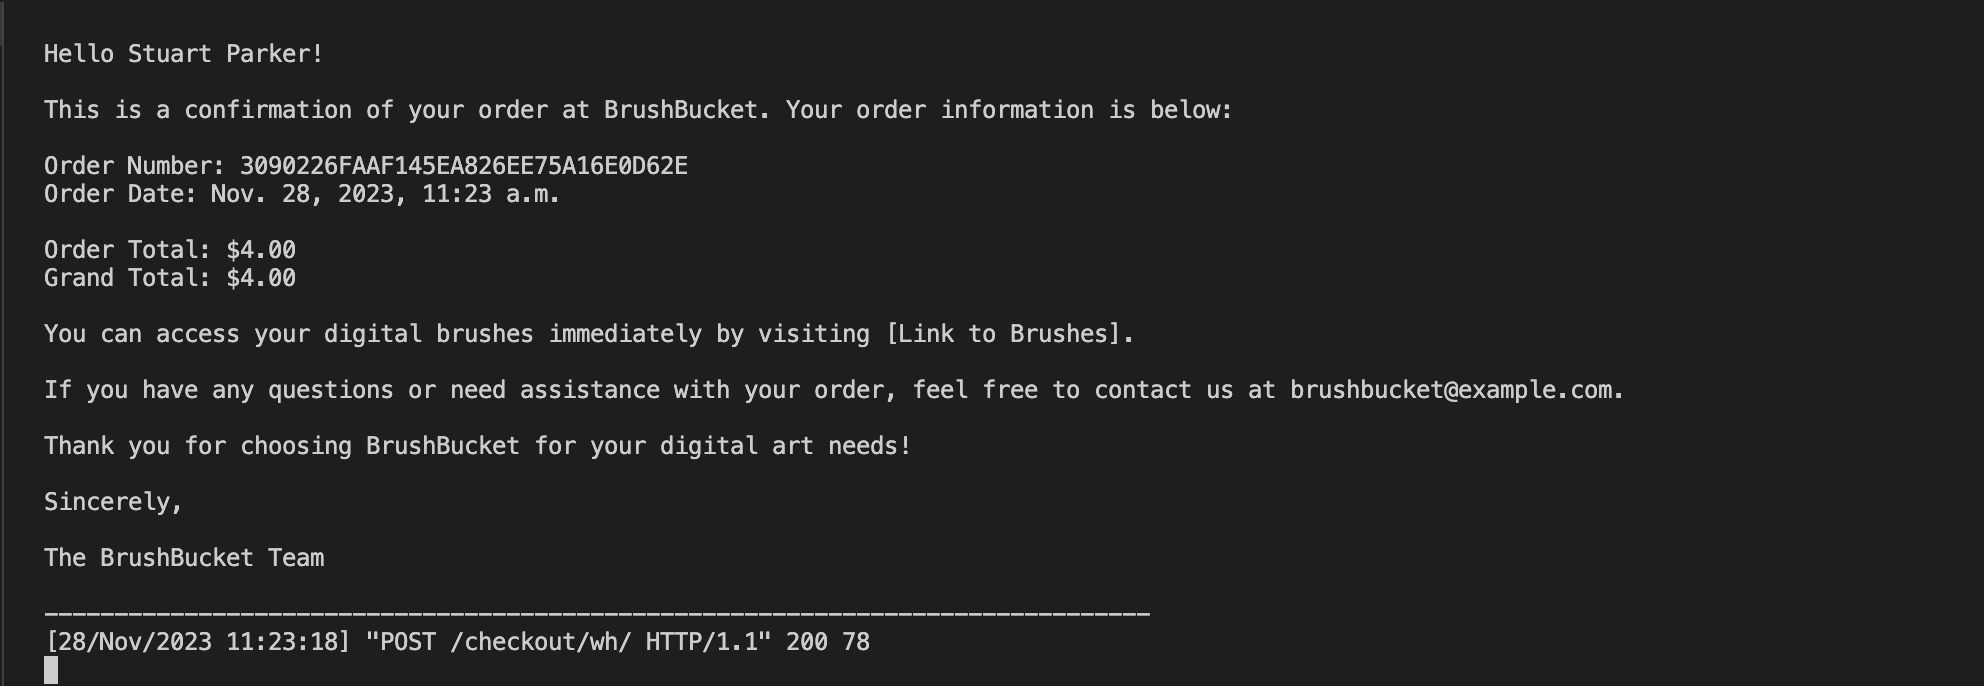 Hello Stuart Parker!
This is a confirmation of your order at BrushBucket. Your order information is below:
Order Number: 3090226FAAF145EA826EE75A16E0D62E
Order Date: Nov. 28, 2023, 11:23 a.m.
Order Total: $4.00
Grand Total: $4.00
You can access your digital brushes immediately by visiting [Link to Brushes].
If you have any questions or need assistance with your order, feel free to contact us at brushbucket@example.com.
Thank you for choosing BrushBucket for your digital art needs!
Sincerely,
The BrushBucket Team
-------------------------------------------------------------------------------
[28/Nov/2023 11:23:18] "POST /checkout/wh/ HTTP/1.1" 200 78